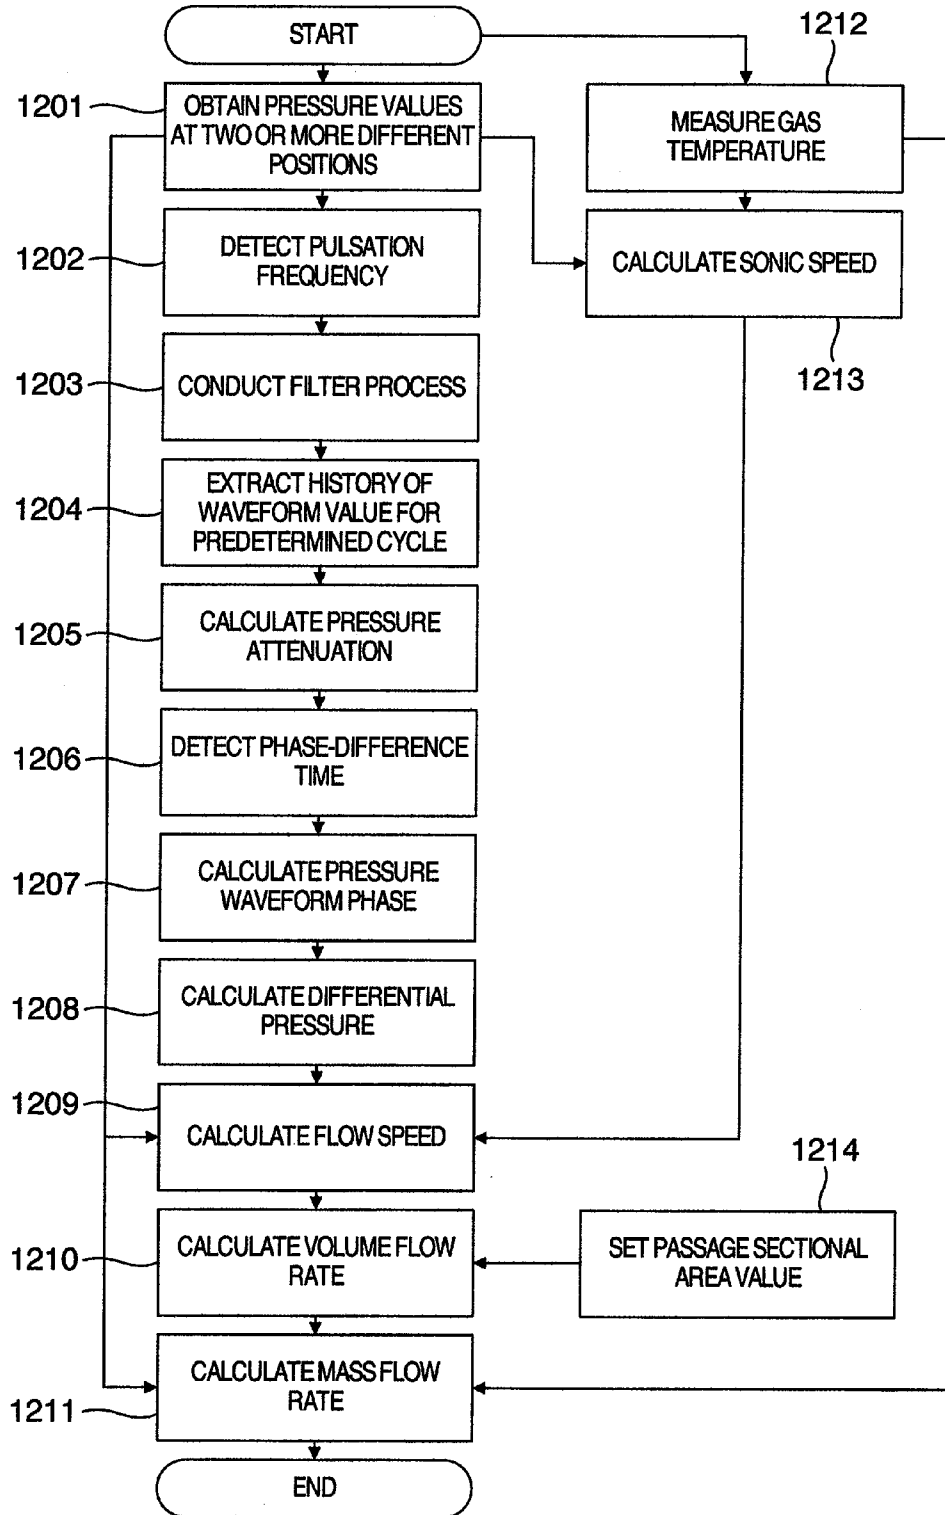 START
1212
1201
OBTAIN PRESSURE VALUES
AT TWO OR MORE DIFFERENT
POSITIONS
MEASURE GAS
TEMPERATURE
1202
DETECT PULSATION
FREQUENCY
CALCULATE SONIC SPEED
1213
1203
CONDUCT FILTER PROCESS
1204
EXTRACT HISTORY OF
WAVEFORM VALUE FOR
PREDETERMINED CYCLE
1205
CALCULATE PRESSURE
ATTENUATION
1206
DETECT PHASE-DIFFERENCE
TIME
1207
CALCULATE PRESSURE
WAVEFORM PHASE
1208
CALCULATE DIFFERENTIAL
PRESSURE
1209
CALCULATE FLOW SPEED
1214
1210
CALCULATE VOLUME FLOW
RATE
SET PASSAGE SECTIONAL
AREA VALUE
CALCULATE MASS FLOW
RATE
1211
END